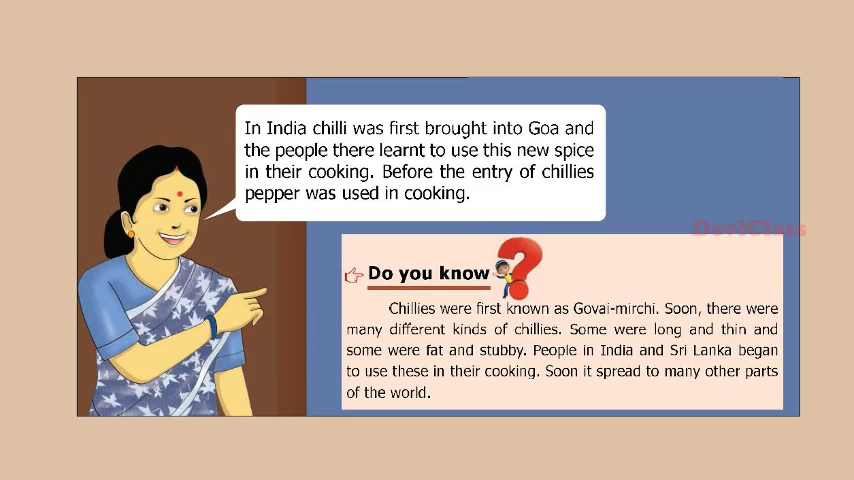 In India chilli was first brought into Goa and
the people there learnt to use this new spice
in their cooking. Before the entry of chillies
pepper was used in cooking.
DeviClass
Do you know
Chillies were first known as Govai-mirchi. Soon, there were
many different kinds of chillies. Some were long and thin and
some were fat and stubby. People in India and Sri Lanka began
to use these in their cooking. Soon it spread to many other parts
of the world.